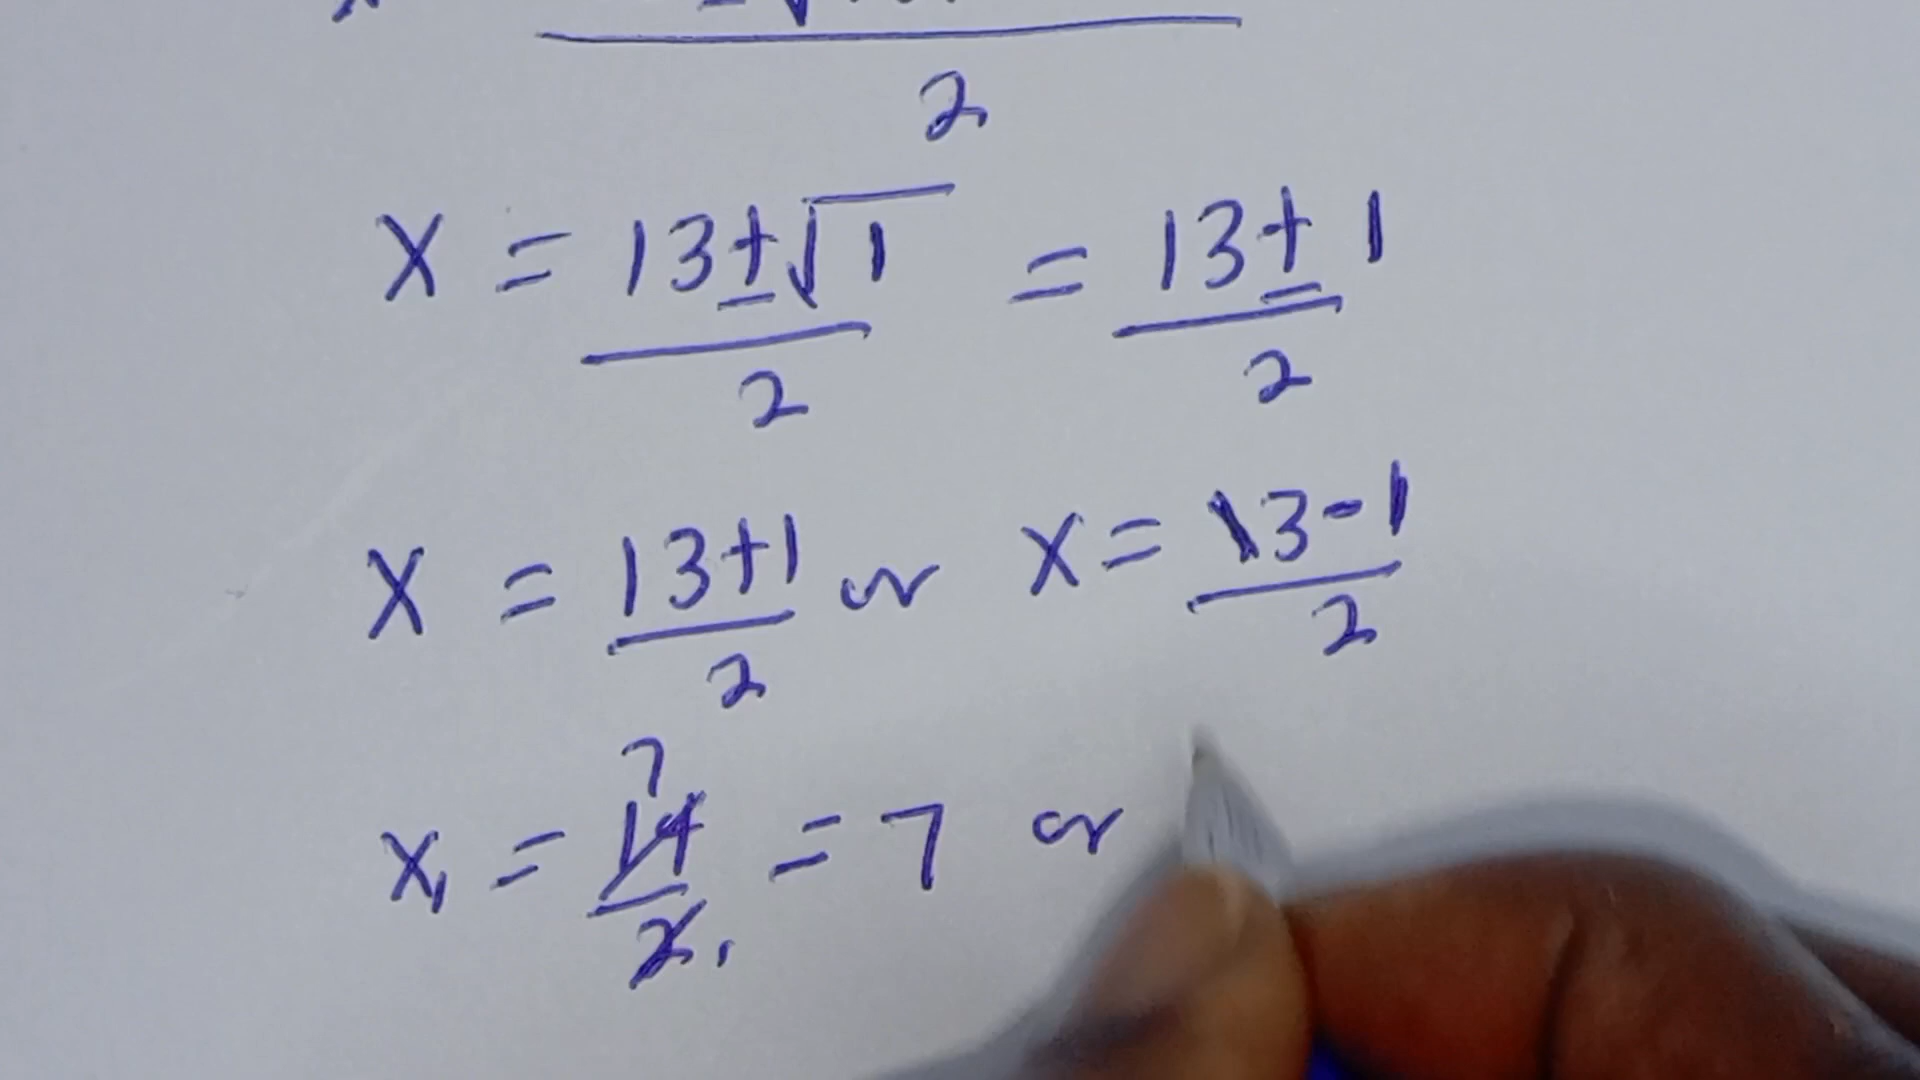 2
x = 13±√1/2 = 13±1/2
x = 13+1/2 or x = 13-1/2
x₁ = 14/2 7 1 = 7 or